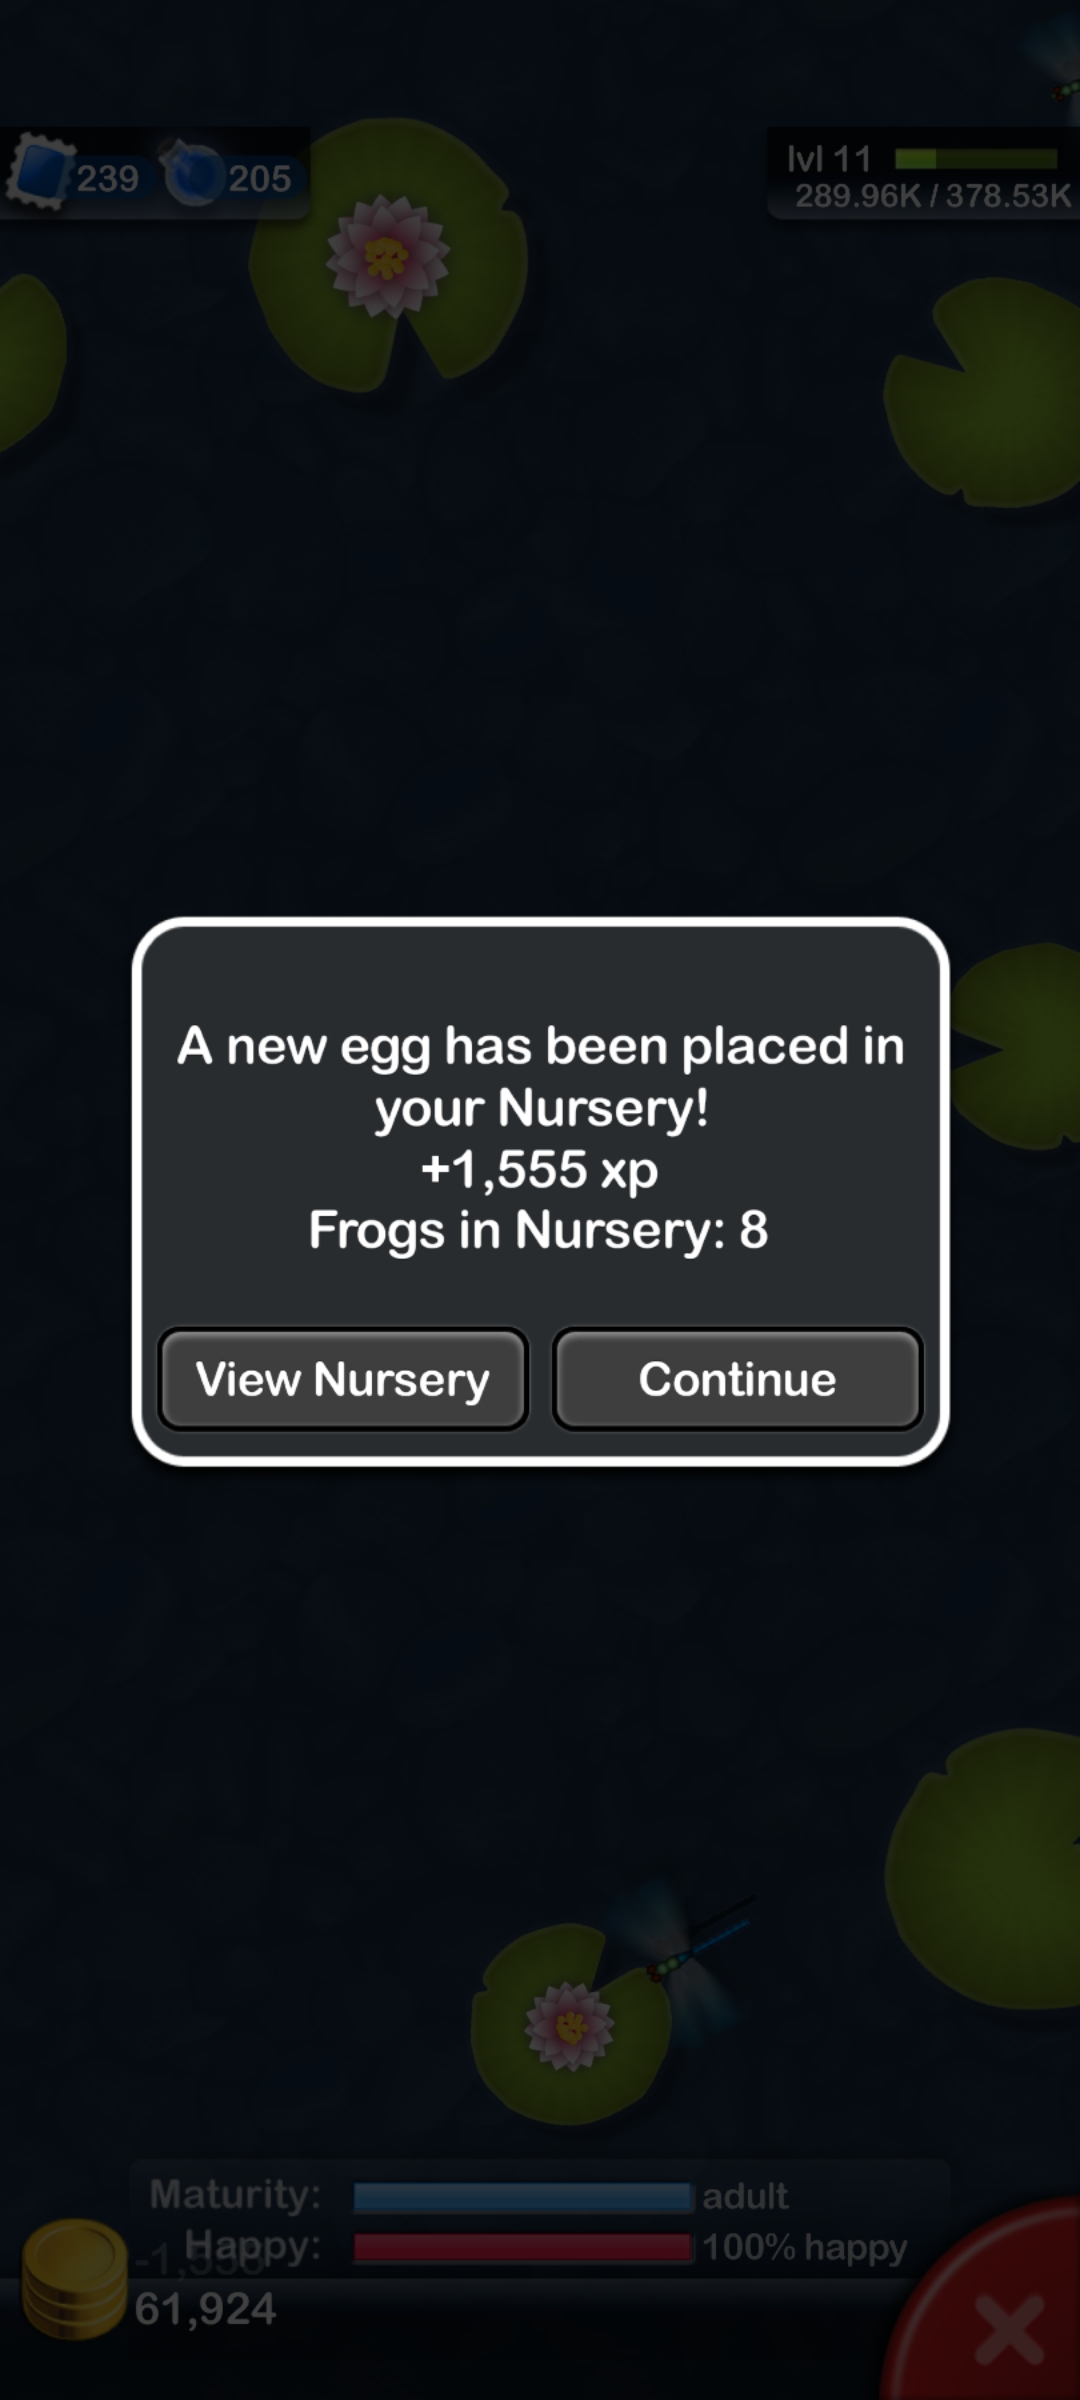 239 205
lvl 11
289.96K / 378.53K
A new egg has been placed in
your Nursery!
+1,555 xp
Frogs in Nursery: 8
View Nursery Continue
Maturity: adult
Happy: 100% happy
61,924